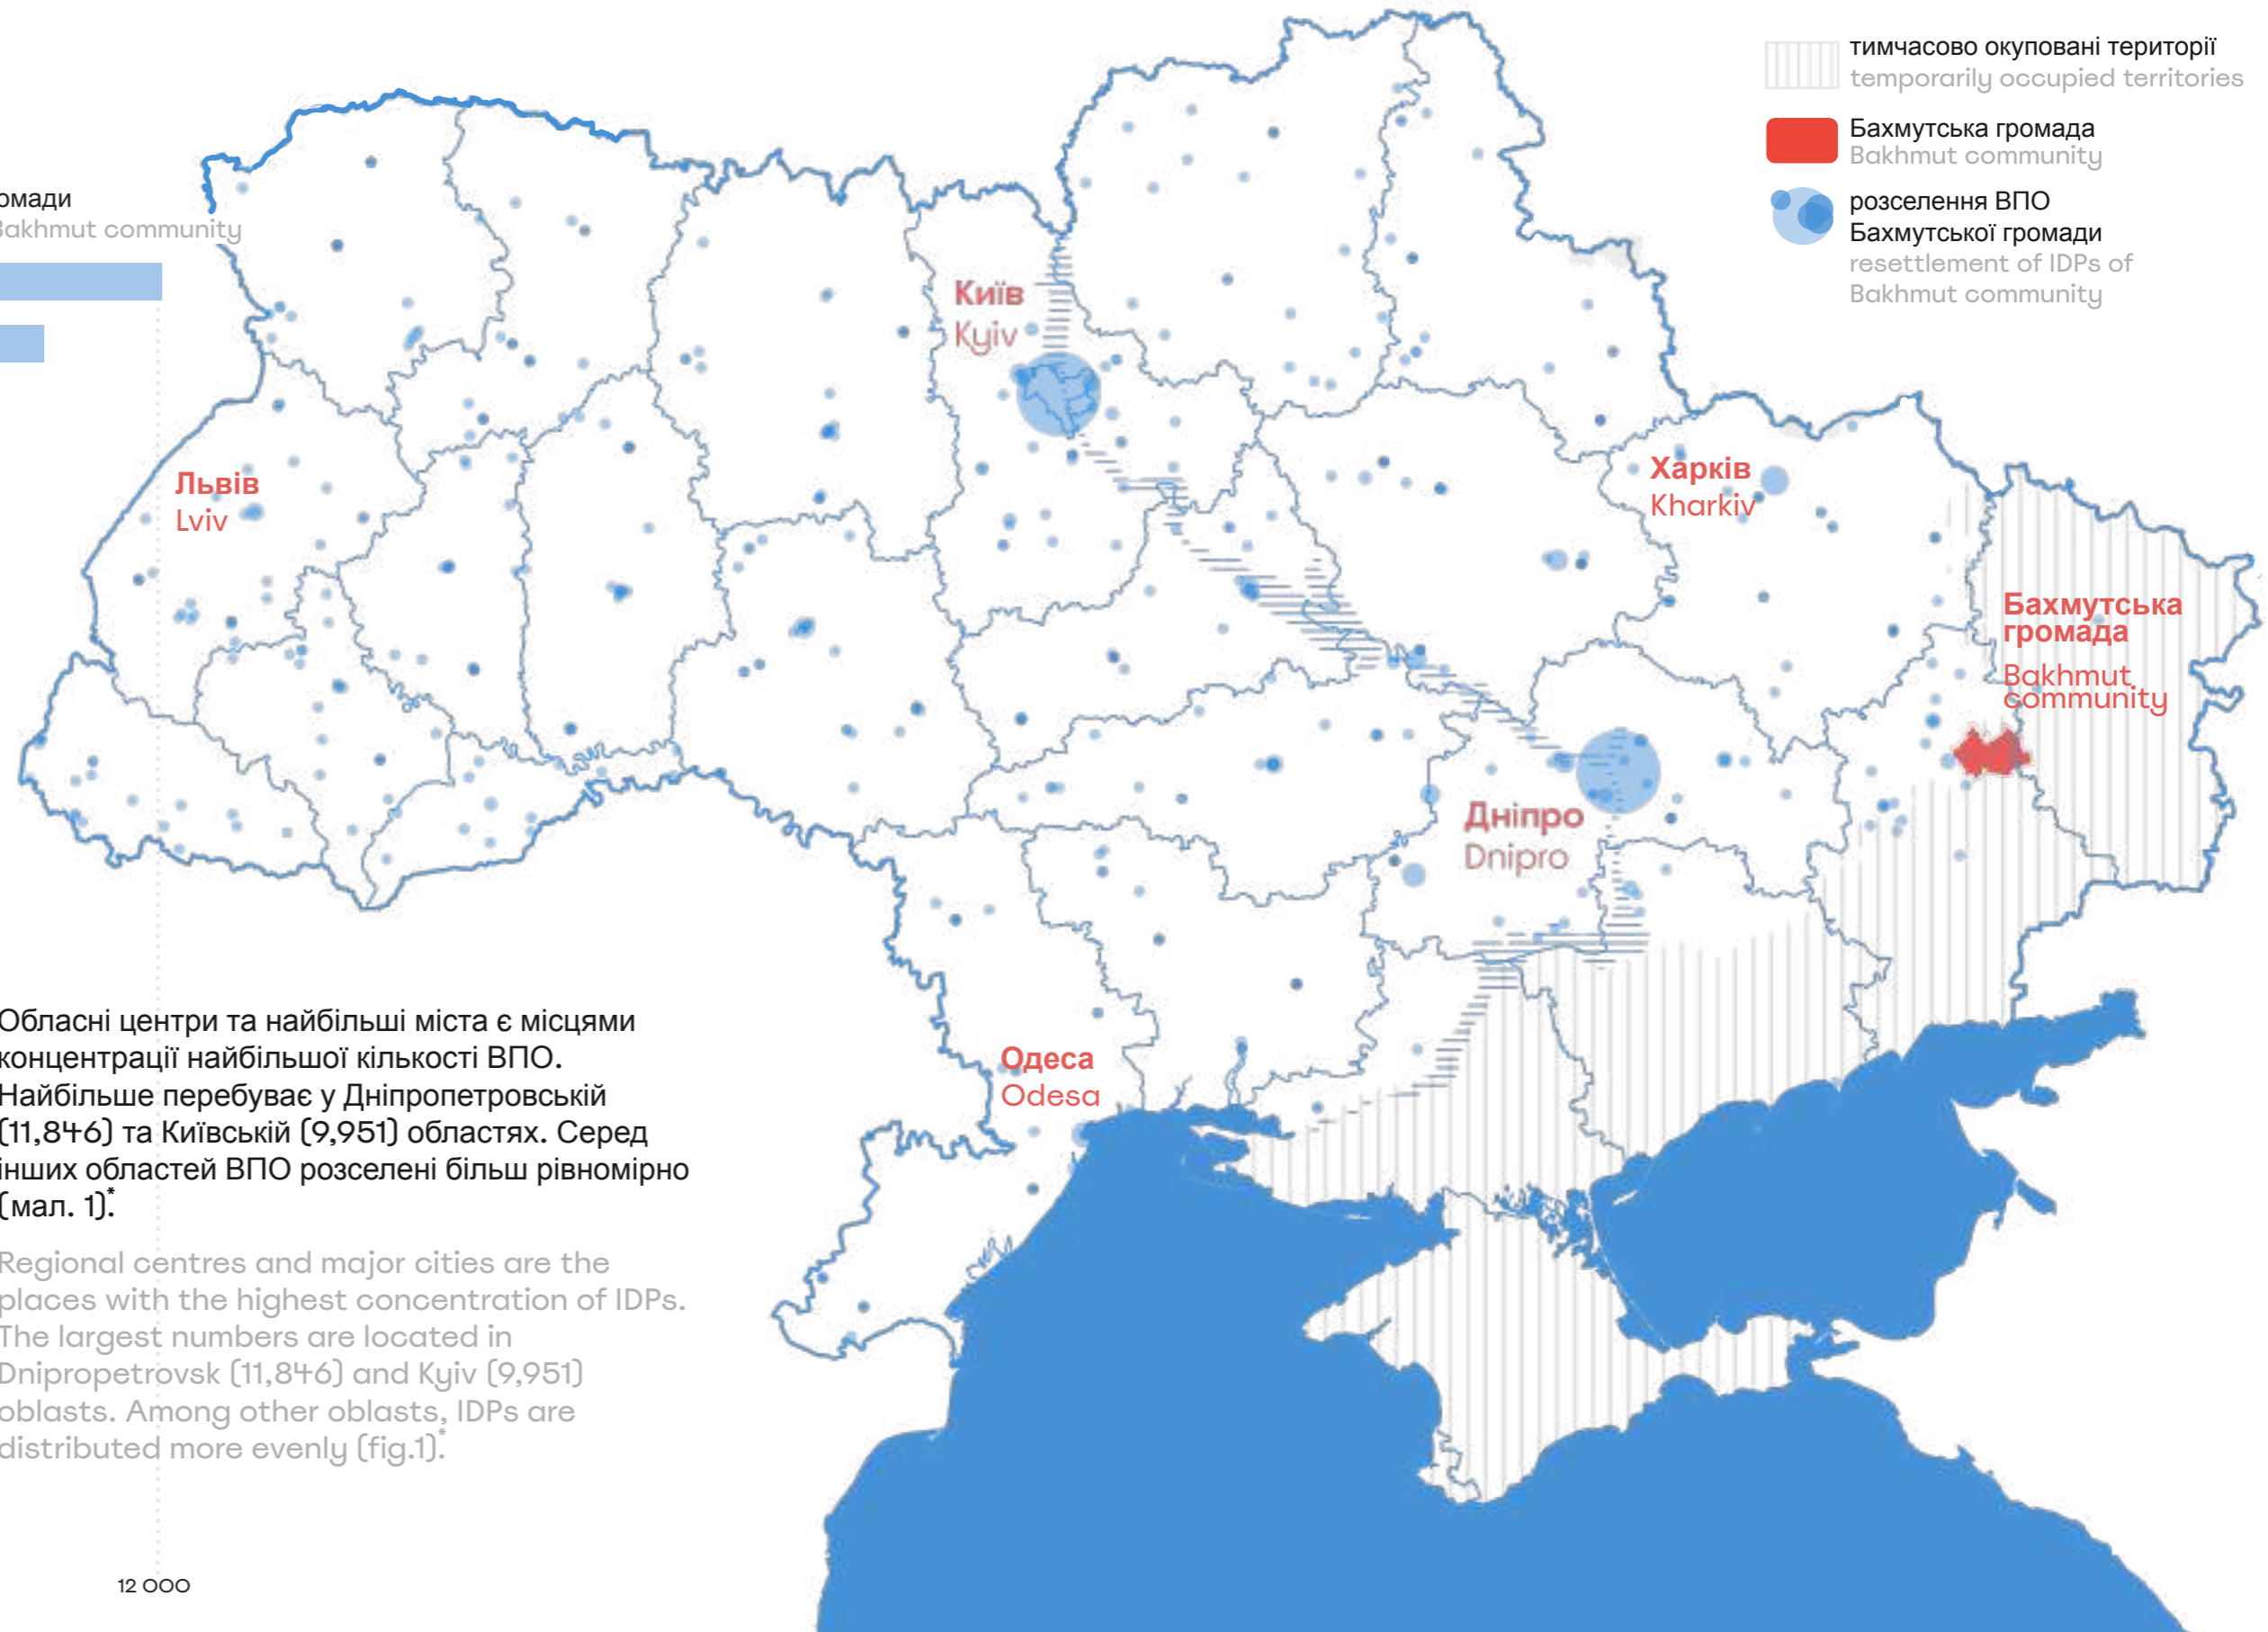 тимчасово окуповані території
temporarily occupied territories
Бахмутська громада
Bakhmut community
розселення ВПО
Бахмутської громади
resettlement of IDPs of
Bakhmut community
омади
Bakhmut community
Київ
Kyiv
Львів
Lviv
Харків
Kharkiv
Бахмутська
громада
Bakhmut
community
Дніпро
Dnipro
Одеса
Odesa
Обласні центри та найбільші міста є місцями
концентрації найбільшої кількості ВПО.
Найбільше перебуває у Дніпропетровській
(11,846) та Київській (9,951) областях. Серед
інших областей ВПО розселені більш рівномірно
(мал. 1)*.
Regional centres and major cities are the
places with the highest concentration of IDPs.
The largest numbers are located in
Dnipropetrovsk (11,846) and Kyiv (9,951)
oblasts. Among other oblasts, IDPs are
distributed more evenly (fig.1)*.
12 000